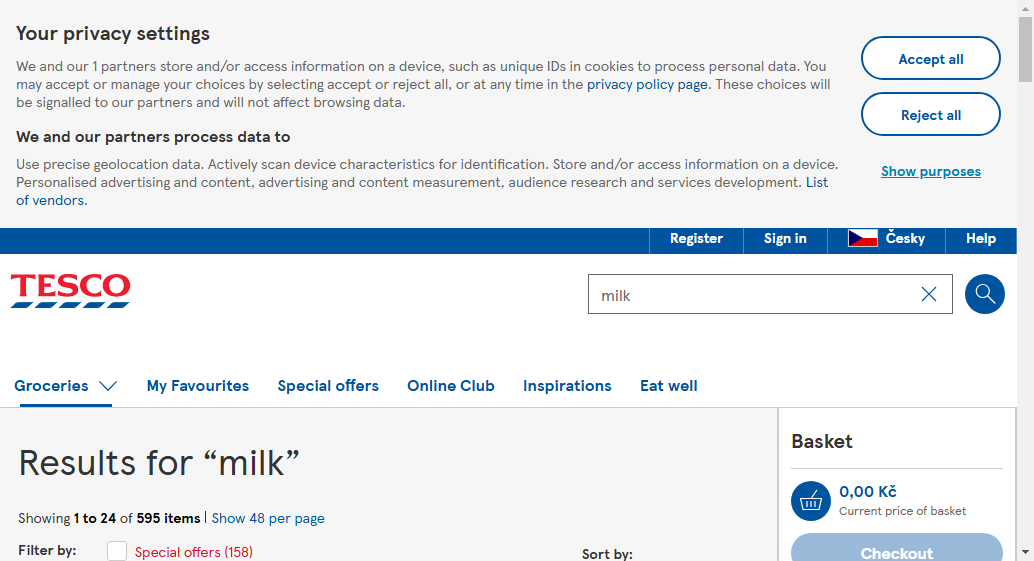 Your privacy settings
We and our 1 partners store and/or access information on a device, such as unique IDs in cookies to process personal data. You
may accept or manage your choices by selecting accept or reject all, or at any time in the privacy policy page. These choices will
be signalled to our partners and will not affect browsing data.
We and our partners process data to
Use precise geolocation data. Actively scan device characteristics for identification. Store and/or access information on a device.
Personalised advertising and content, advertising and content measurement, audience research and services development. List
of vendors.
Accept all
Reject all
Show purposes
Register
Sign in
Česky
Help
TESCO
milk
Groceries
My Favourites
Special offers
Online Club
Inspirations
Eat well
Results for “milk”
Showing 1 to 24 of 595 items | Show 48 per page
Filter by:
Special offers (158)
Sort by:
Basket
0,00 Kč
Current price of basket
Checkout